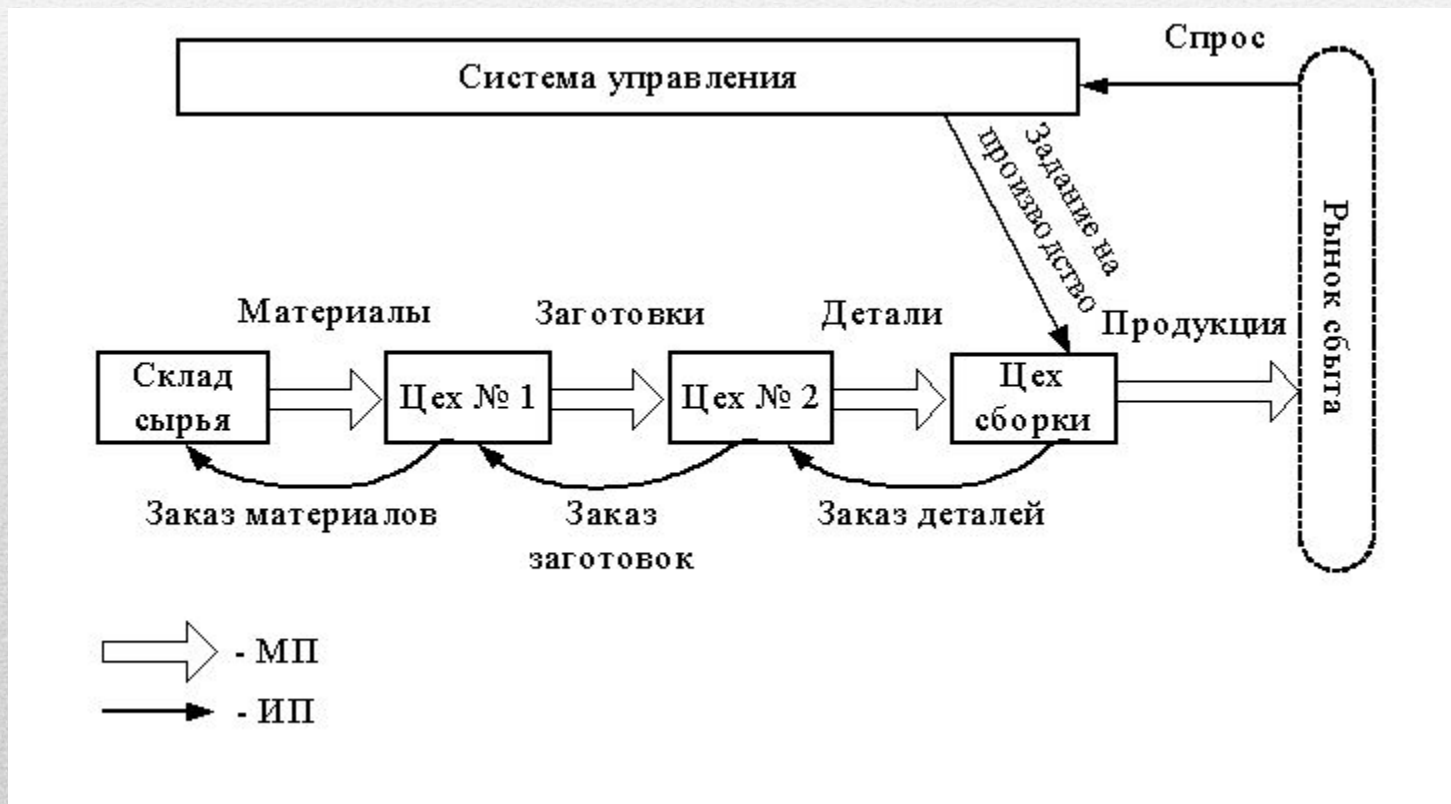 Спрос
Система управления
Задание на
производство
Рынок сбыта
Материалы
Заготовки
Детали
Продукция
Склад
сырья
Цех № 1
Цех № 2
Цех
сборки
Заказ материалов
Заказ
заготовок
Заказ деталей
- МП
- ИП